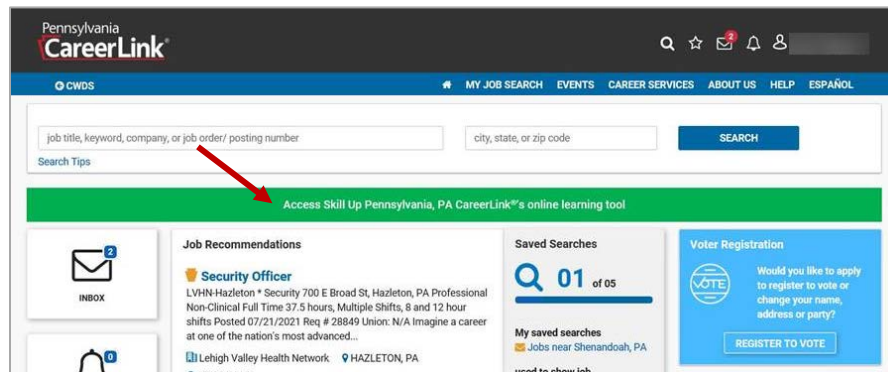 Pennsylvania
CareerLink®
2
CWDS
MY JOB SEARCH EVENTS CAREER SERVICES ABOUT US HELP ESPAÑOL
job title, keyword, company, or job order/ posting number
city, state, or zip code
SEARCH
Search Tips
Access Skill Up Pennsylvania, PA CareerLink®'s online learning tool
2
INBOX
0
Job Recommendations
Security Officer
LVHN-Hazleton * Security 700 E Broad St, Hazleton, PA Professional
Non-Clinical Full Time 37.5 hours, Multiple Shifts, 8 and 12 hour
shifts Posted 07/21/2021 Req # 28849 Union: N/A Imagine a career
at one of the nation's most advanced...
Lehigh Valley Health Network HAZLETON, PA
Saved Searches
01 of 05
My saved searches
Jobs near Shenandoah, PA
used to show job
Voter Registration
VOTE
Would you like to apply
to register to vote or
change your name,
address or party?
REGISTER TO VOTE